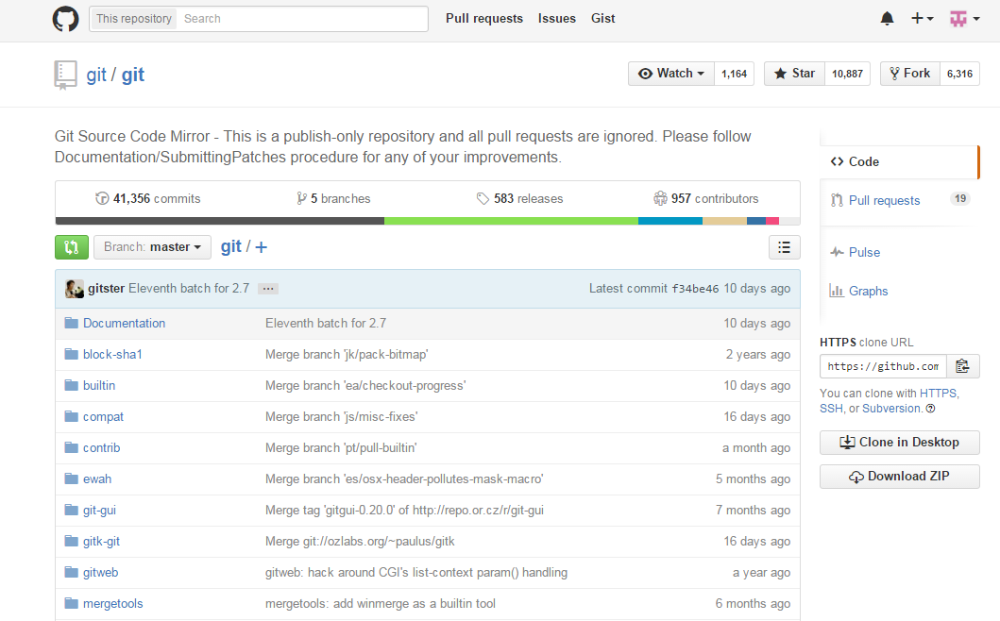 This repository Search Pull requests Issues Gist
git / git Watch 1,164 Star 10,887 Fork 6,316
Git Source Code Mirror - This is a publish-only repository and all pull requests are ignored. Please follow
Documentation/SubmittingPatches procedure for any of your improvements.
41,356 commits 5 branches 583 releases 957 contributors
Branch: master git / +
gitster Eleventh batch for 2.7 ... Latest commit f34be46 10 days ago
Documentation Eleventh batch for 2.7 10 days ago
block-sha1 Merge branch 'jk/pack-bitmap' 2 years ago
builtin Merge branch 'ea/checkout-progress' 10 days ago
compat Merge branch 'js/misc-fixes' 16 days ago
contrib Merge branch 'pt/pull-builtin' a month ago
ewah Merge branch 'es/osx-header-pollutes-mask-macro' 5 months ago
git-gui Merge tag 'gitgui-0.20.0' of http://repo.or.cz/r/git-gui 7 months ago
gitk-git Merge git://ozlabs.org/~paulus/gitk 16 days ago
gitweb gitweb: hack around CGI's list-context param() handling a year ago
mergetools mergetools: add winmerge as a builtin tool 6 months ago
Code
Pull requests 19
Pulse
Graphs
HTTPS clone URL
https://github.com
You can clone with HTTPS,
SSH, or Subversion.
Clone in Desktop
Download ZIP